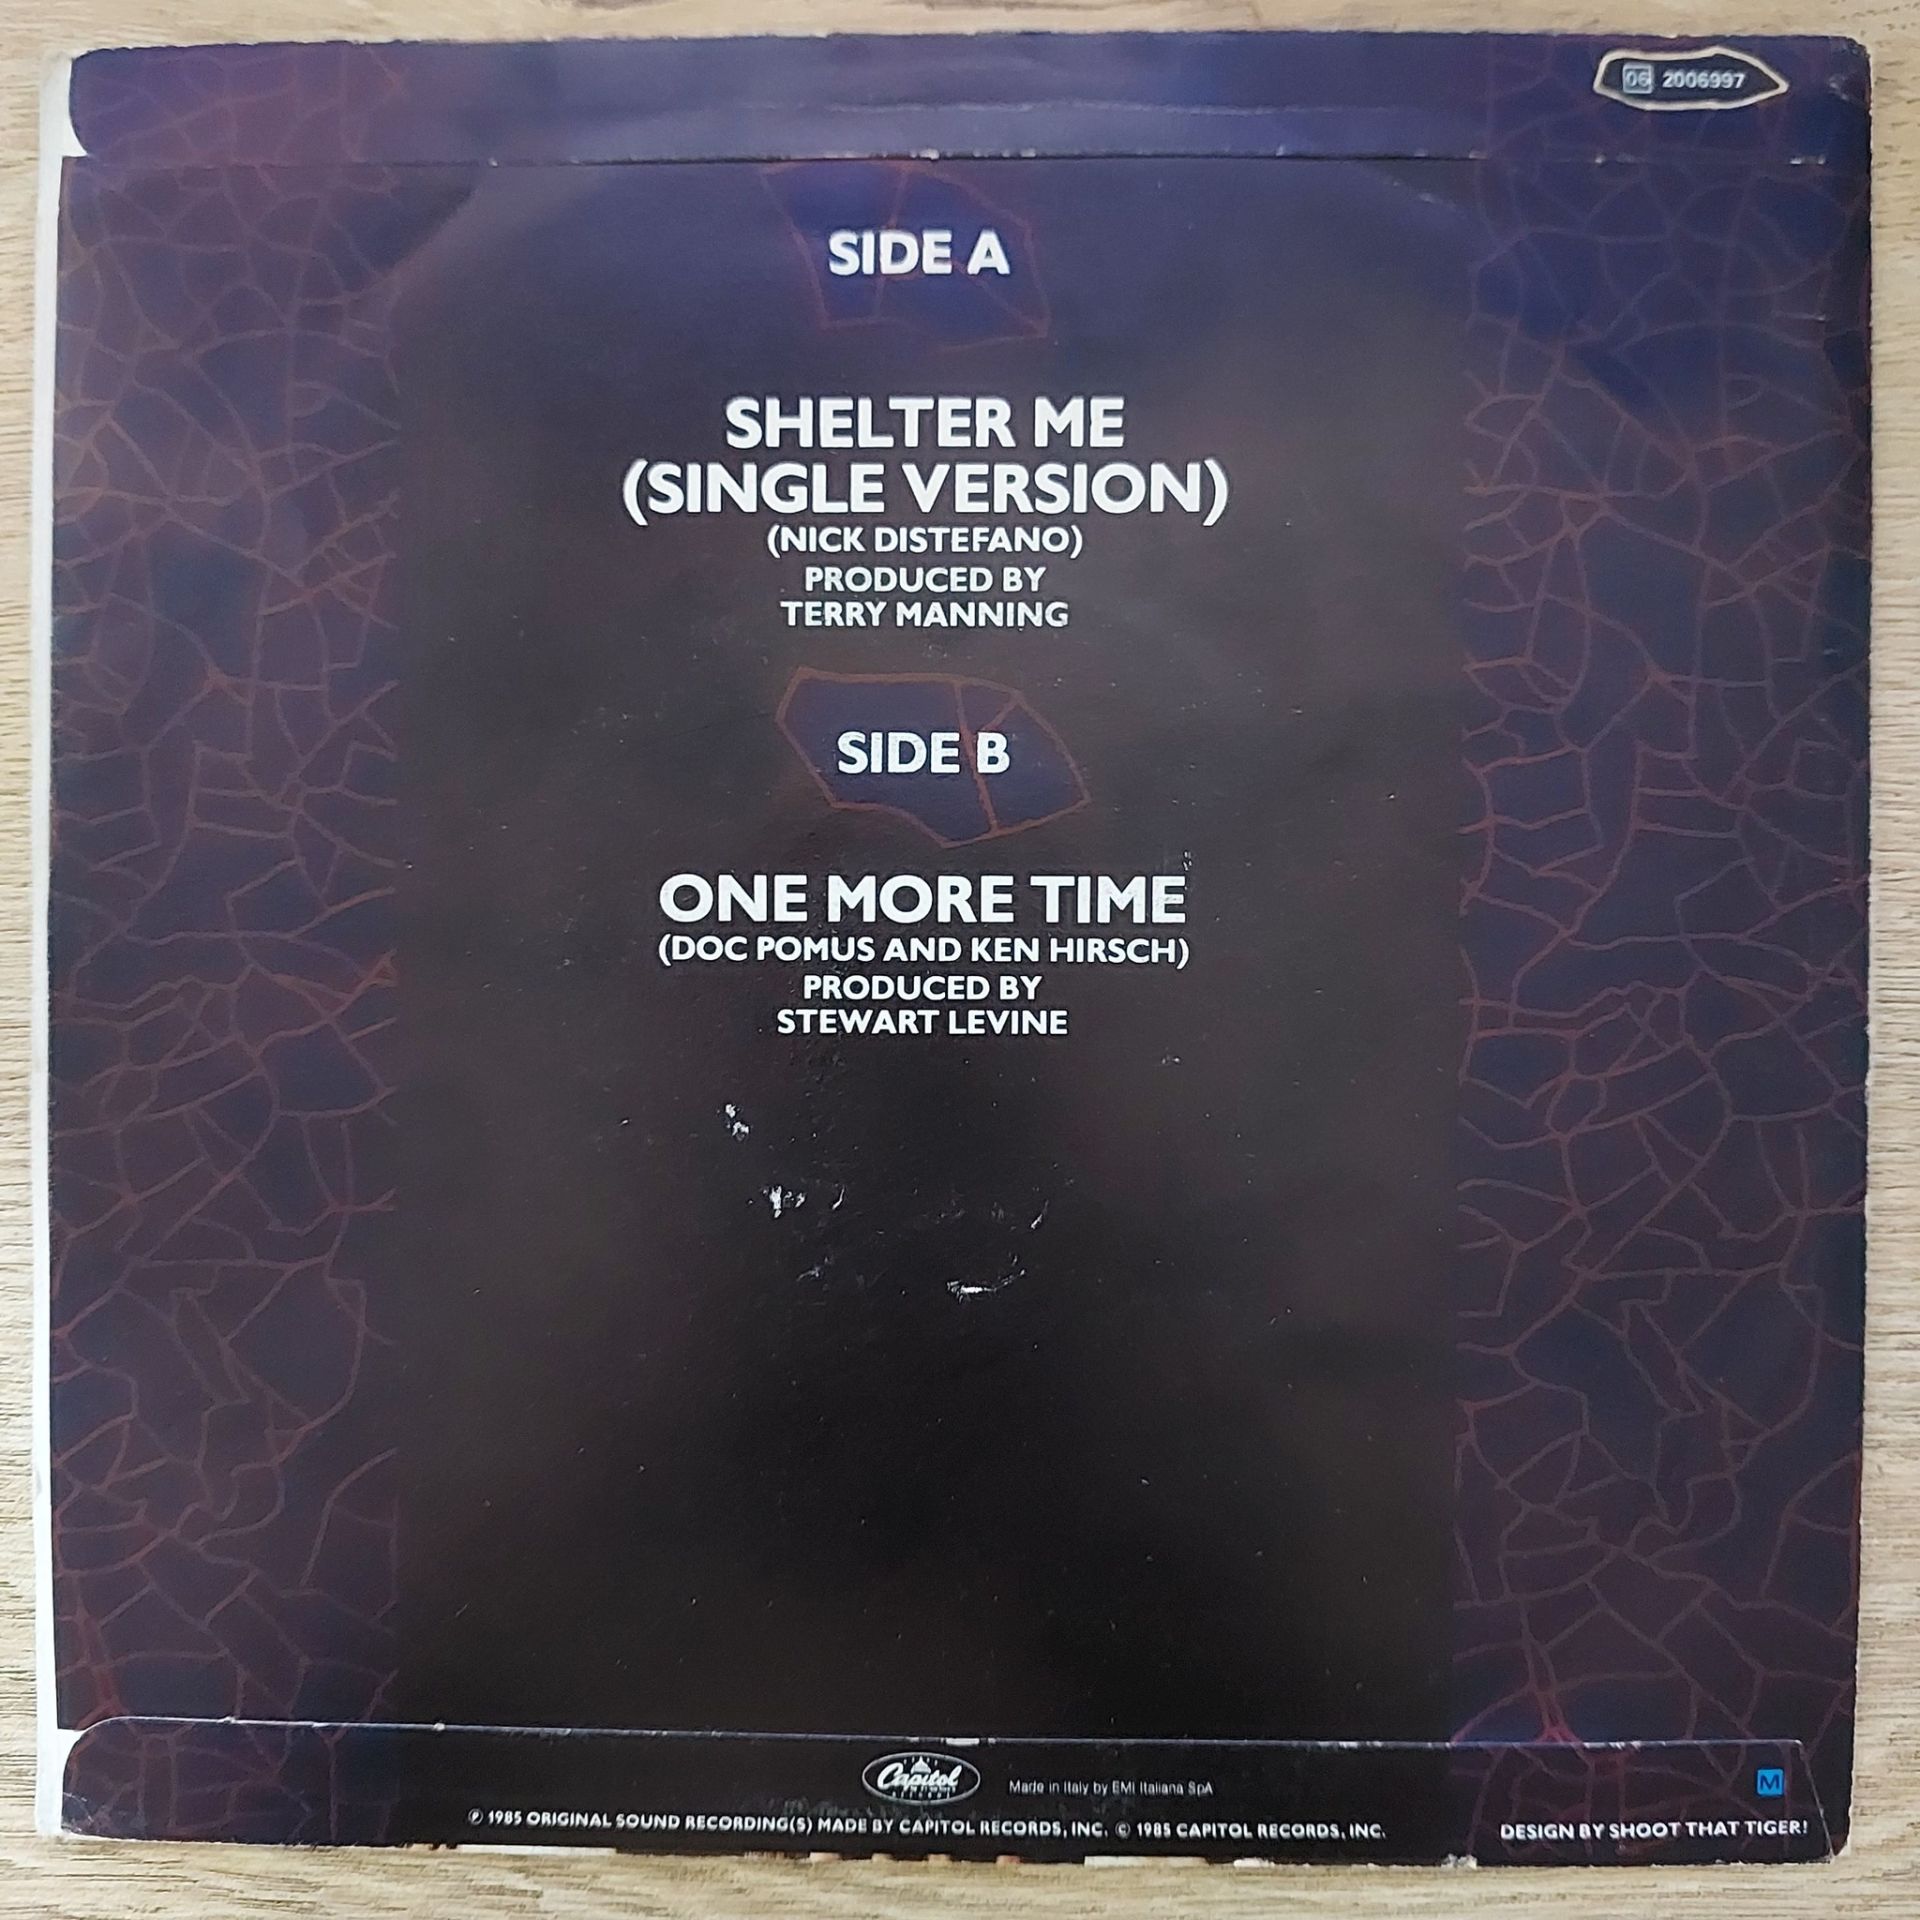 06 2006997
SIDE A
SHELTER ME
(SINGLE VERSION)
(NICK DISTEFANO)
PRODUCED BY
TERRY MANNING
SIDE B
ONE MORE TIME
(DOC POMUS AND KEN HIRSCH)
PRODUCED BY
STEWART LEVINE
Capitol
Made in Italy by EMI Italiana SpA
M
℗ 1985 ORIGINAL SOUND RECORDING(S) MADE BY CAPITOL RECORDS, INC. © 1985 CAPITOL RECORDS, INC.
DESIGN BY SHOOT THAT TIGER!